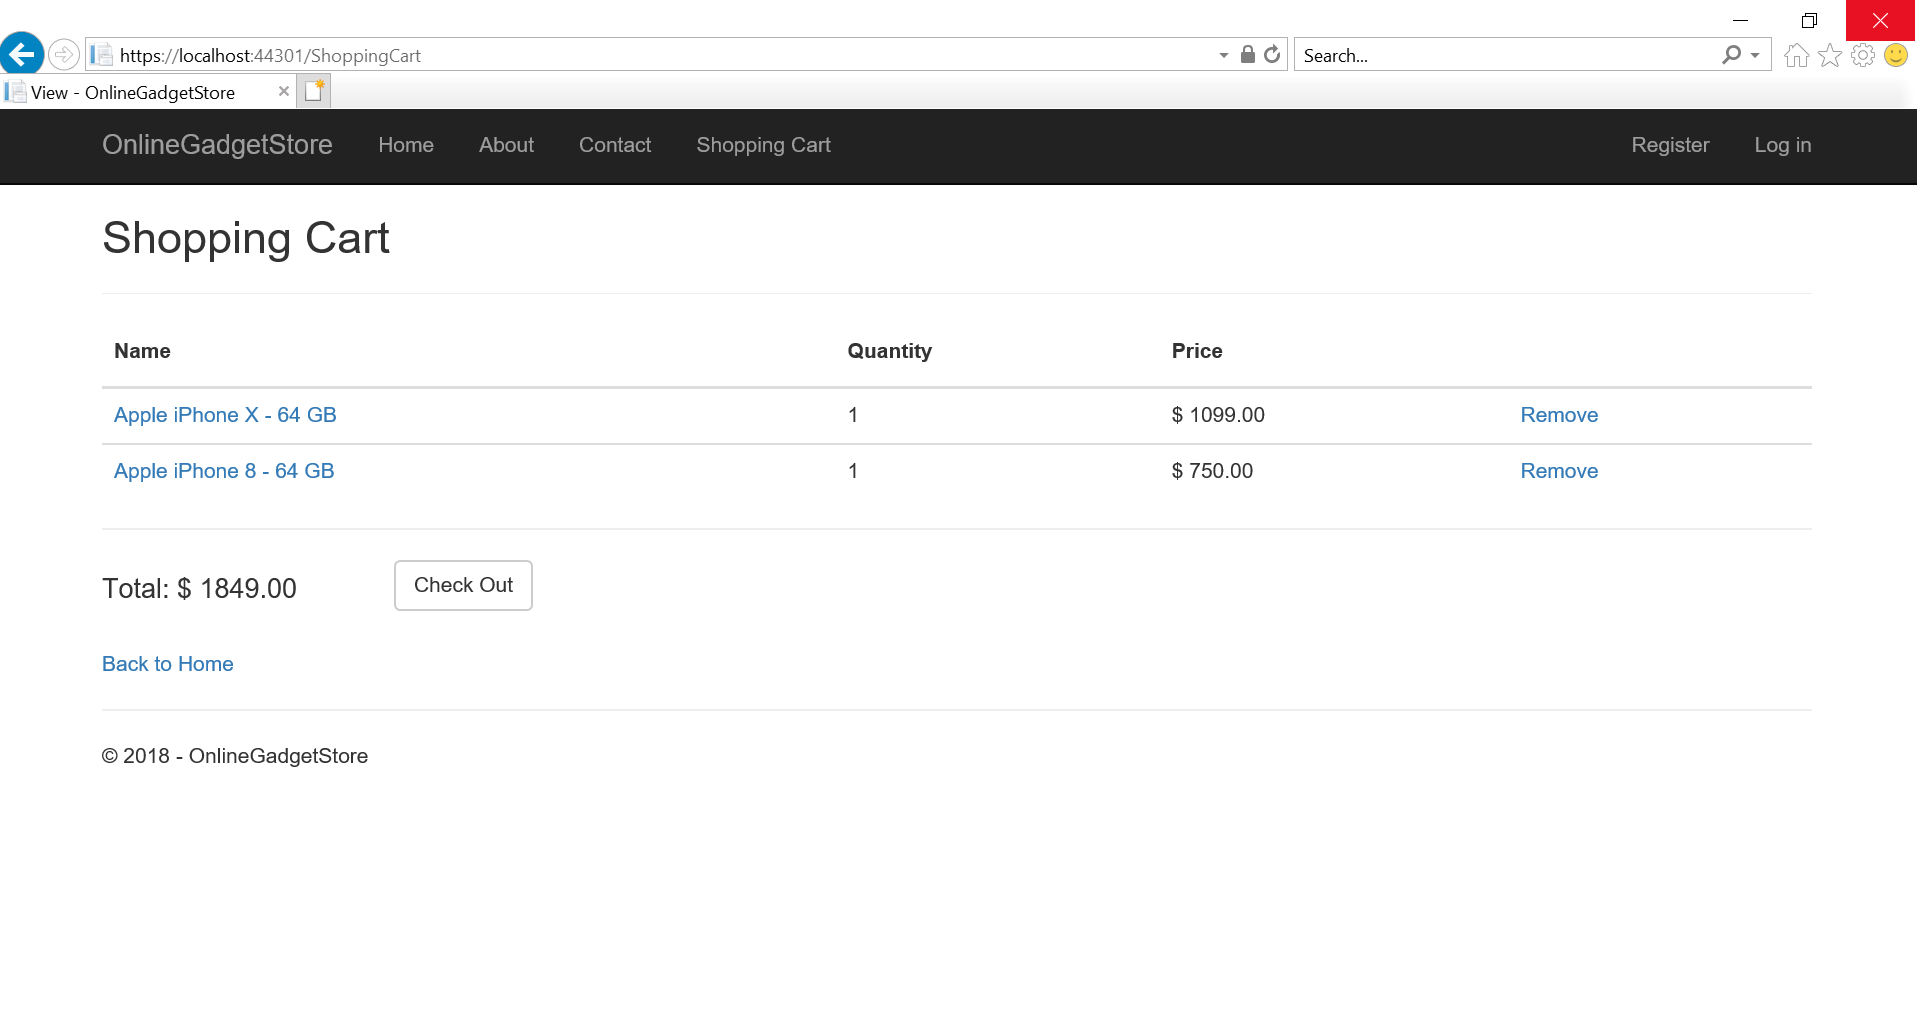 https://localhost:44301/ShoppingCart Search...
View - OnlineGadgetStore
OnlineGadgetStore Home About Contact Shopping Cart Register Log in
Shopping Cart
Name Quantity Price
Apple iPhone X - 64 GB 1 $ 1099.00 Remove
Apple iPhone 8 - 64 GB 1 $ 750.00 Remove
Total: $ 1849.00 Check Out
Back to Home
© 2018 - OnlineGadgetStore